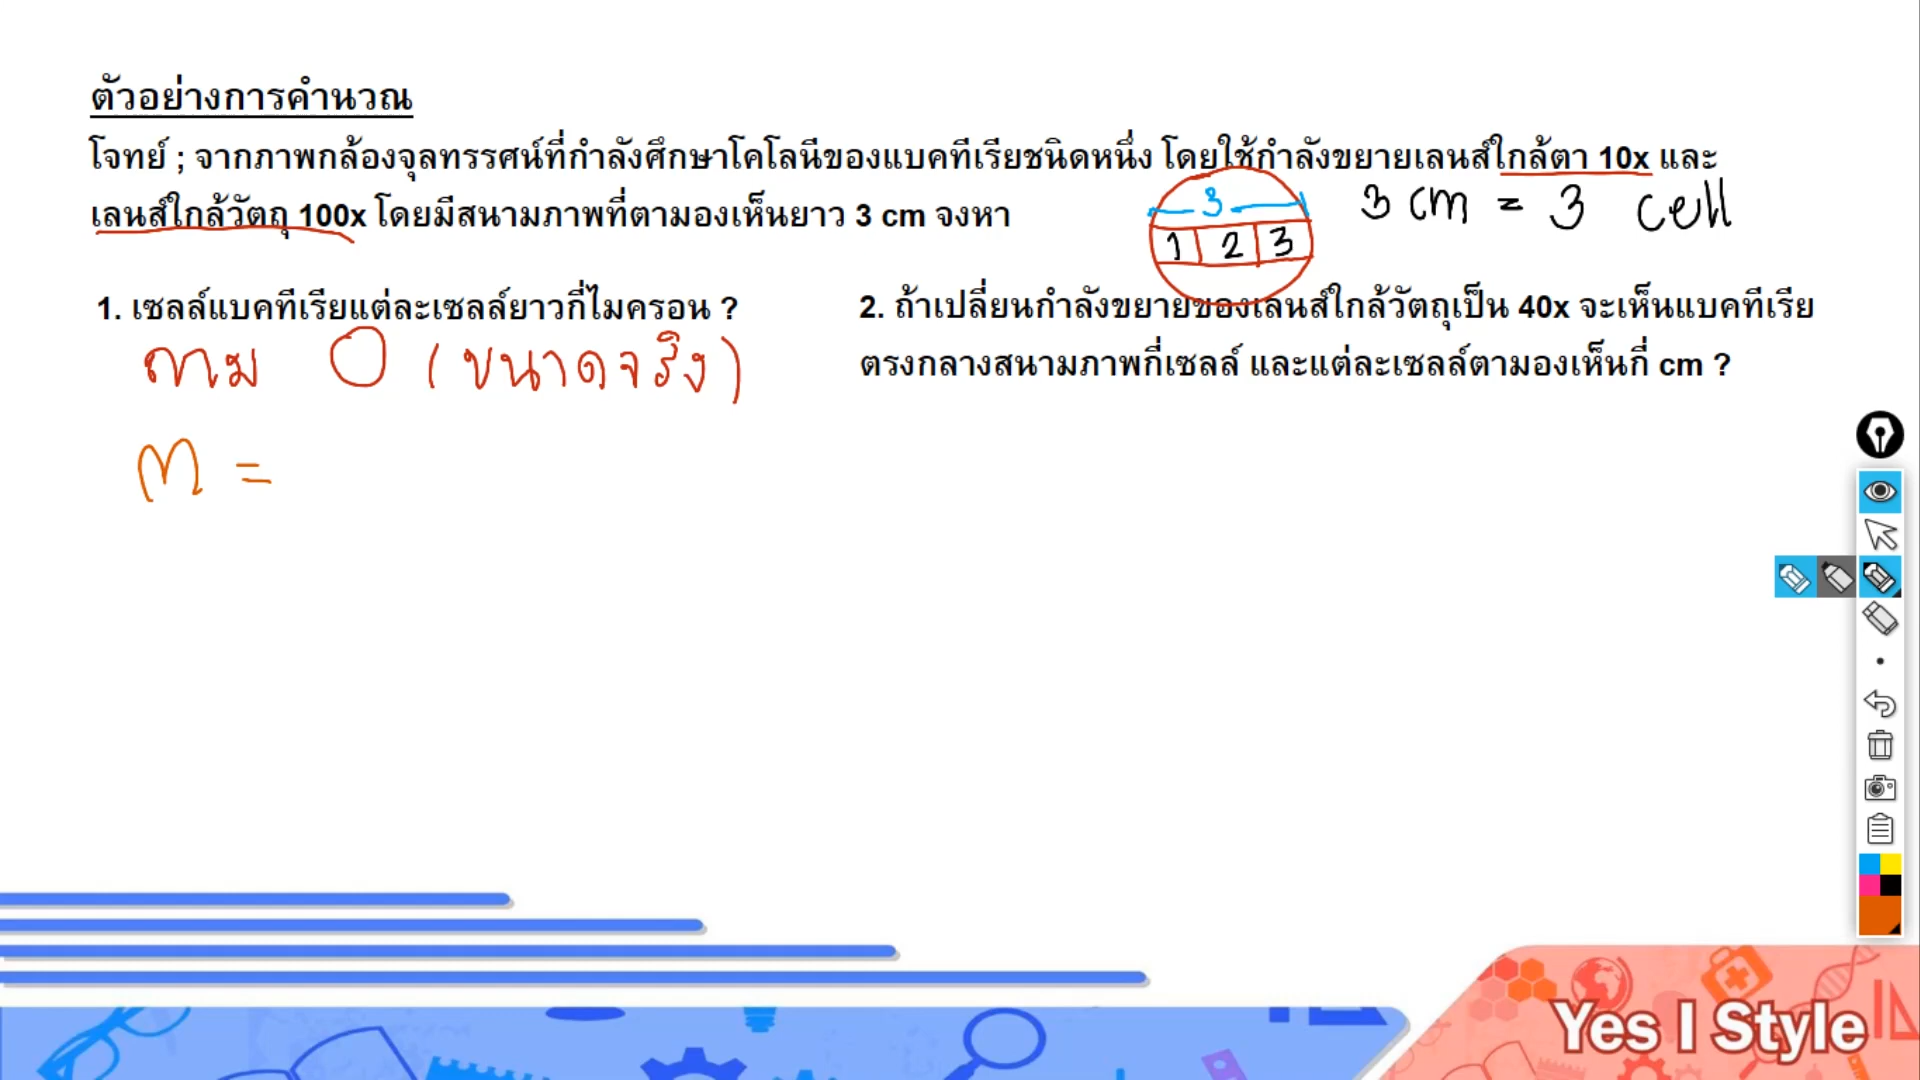 ตัวอย่างการคำนวณ
โจทย์ ; จากภาพกล้องจุลทรรศน์ที่กำลังศึกษาโคโลนีของแบคทีเรียชนิดหนึ่ง โดยใช้กำลังขยายเลนส์ใกล้ตา 10x และ
เลนส์ใกล้วัตถุ 100x โดยมีสนามภาพที่ตามองเห็นยาว 3 cm จงหา
3
1 2 3
3 cm = 3 cell
1. เซลล์แบคทีเรียแต่ละเซลล์ยาวกี่ไมครอน ?
ถาม O (ขนาดจริง)
m =
2. ถ้าเปลี่ยนกำลังขยายของเลนส์ใกล้วัตถุเป็น 40x จะเห็นแบคทีเรีย
ตรงกลางสนามภาพกี่เซลล์ และแต่ละเซลล์ตามองเห็นกี่ cm ?
Yes I Style